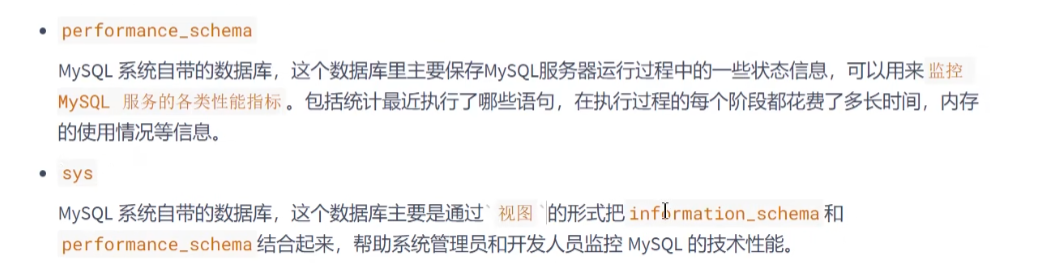 performance_schema
MySQL 系统自带的数据库，这个数据库里主要保存MySQL服务器运行过程中的一些状态信息，可以用来 监控
MySQL 服务的各类性能指标 。包括统计最近执行了哪些语句，在执行过程的每个阶段都花费了多长时间，内存
的使用情况等信息。
sys
MySQL 系统自带的数据库，这个数据库主要是通过` 视图 `的形式把 information_schema 和
performance_schema 结合起来，帮助系统管理员和开发人员监控 MySQL 的技术性能。